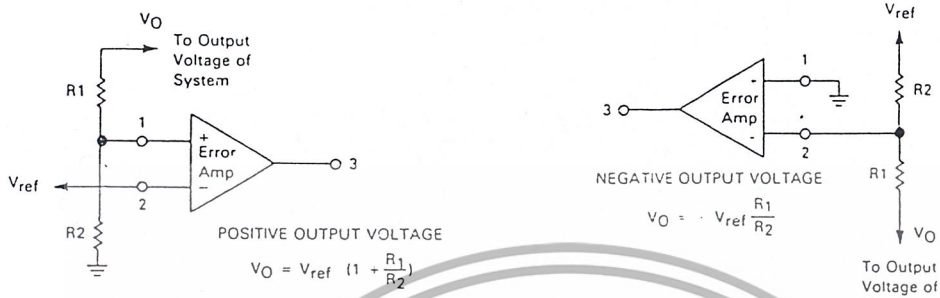 VO
To Output
Voltage of
System
R1
1
+
Error
Amp
-
3
Vref
2
R2
POSITIVE OUTPUT VOLTAGE
VO = Vref (1 + R1/R2)
Vref
R2
1
-
Error
Amp
-
3
2
R1
NEGATIVE OUTPUT VOLTAGE
VO = - Vref R1/R2
VO
To Output
Voltage of